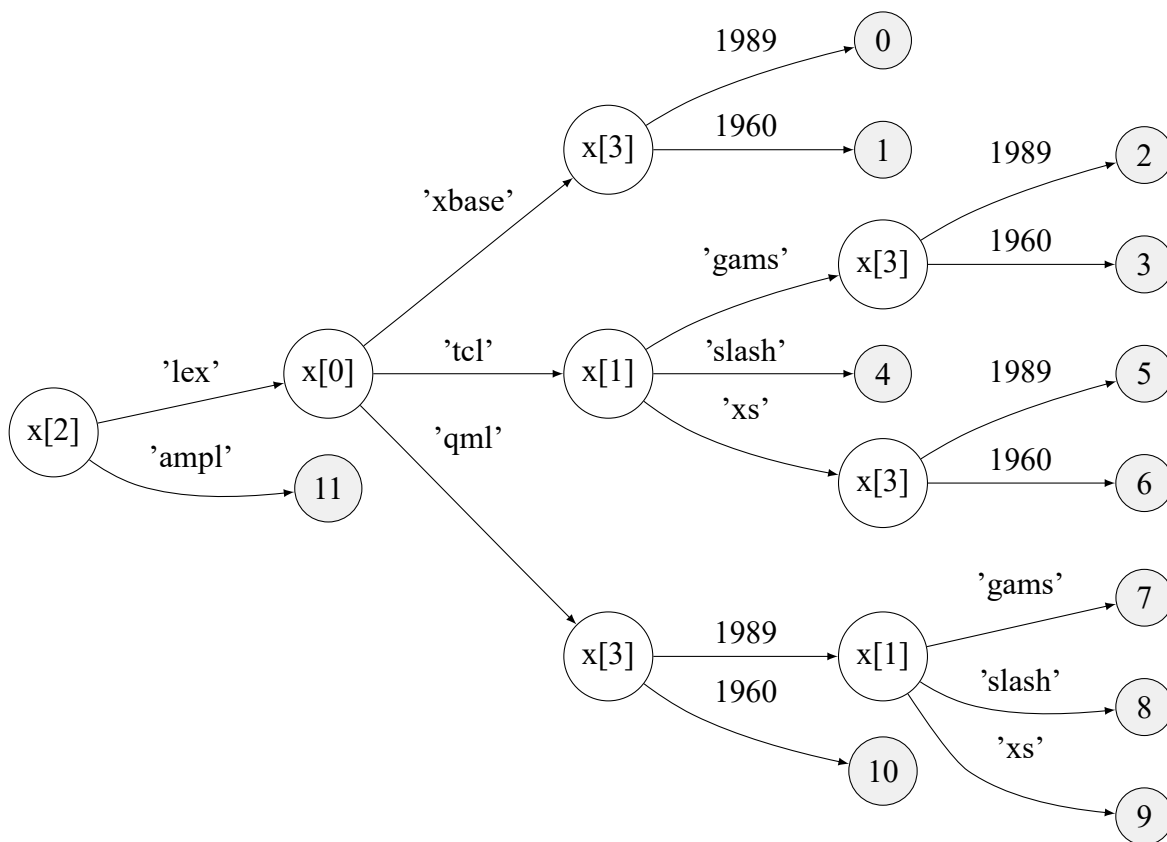 1989
0
x[3]
1960
1
1989
2
'xbase'
'gams'
x[3]
1960
3
'lex'
x[0]
'tcl'
x[1]
'slash'
4
1989
5
x[2]
'ampl'
'qml'
'xs'
x[3]
1960
6
11
'gams'
7
x[3]
1989
x[1]
1960
'slash'
8
10
'xs'
9